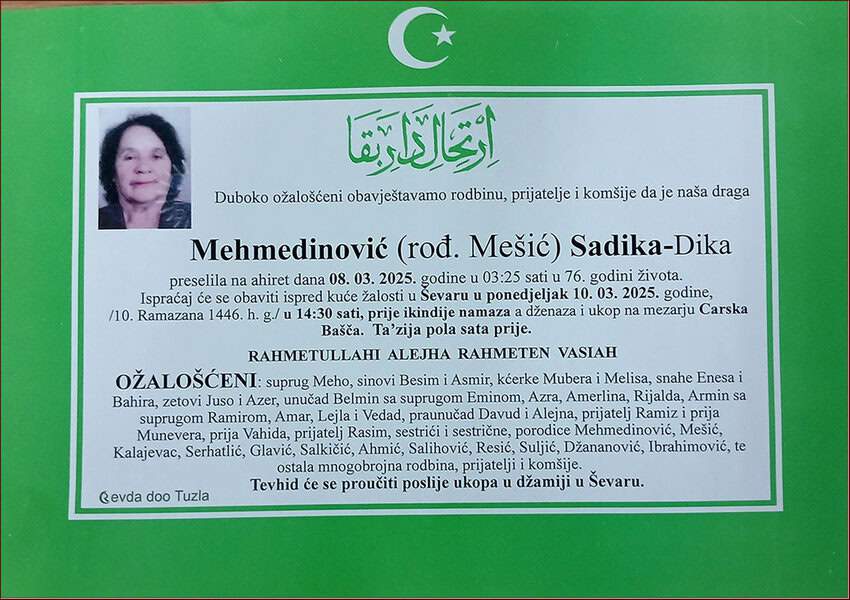 اِرْتِحَالِ دَارِ بَقَا
Duboko ožalošćeni obavještavamo rodbinu, prijatelje i komšije da je naša draga
Mehmedinović (rođ. Mešić) Sadika-Dika
preselila na ahiret dana 08. 03. 2025. godine u 03:25 sati u 76. godini života.
Ispraćaj će se obaviti ispred kuće žalosti u Ševaru u ponedjeljak 10. 03. 2025. godine,
/10. Ramazana 1446. h. g./ u 14:30 sati, prije ikindije namaza a dženaza i ukop na mezarju Carska
Bašča. Ta'zija pola sata prije.
RAHMETULLAHI ALEJHA RAHMETEN VASIAH
OŽALOŠĆENI: suprug Meho, sinovi Besim i Asmir, kćerke Mubera i Melisa, snahe Enesa i
Bahira, zetovi Juso i Azer, unučad Belmin sa suprugom Eminom, Azra, Amerlina, Rijalda, Armin sa
suprugom Ramirom, Amar, Lejla i Vedad, praunučad Davud i Alejna, prijatelj Ramiz i prija
Munevera, prija Vahida, prijatelj Rasim, sestrići i sestrične, porodice Mehmedinović, Mešić,
Kalajevac, Serhatlić, Glavić, Salkičić, Ahmić, Salihović, Resić, Suljić, Džananović, Ibrahimović, te
ostala mnogobrojna rodbina, prijatelji i komšije.
Tevhid će se proučiti poslije ukopa u džamiji u Ševaru.
evda doo Tuzla